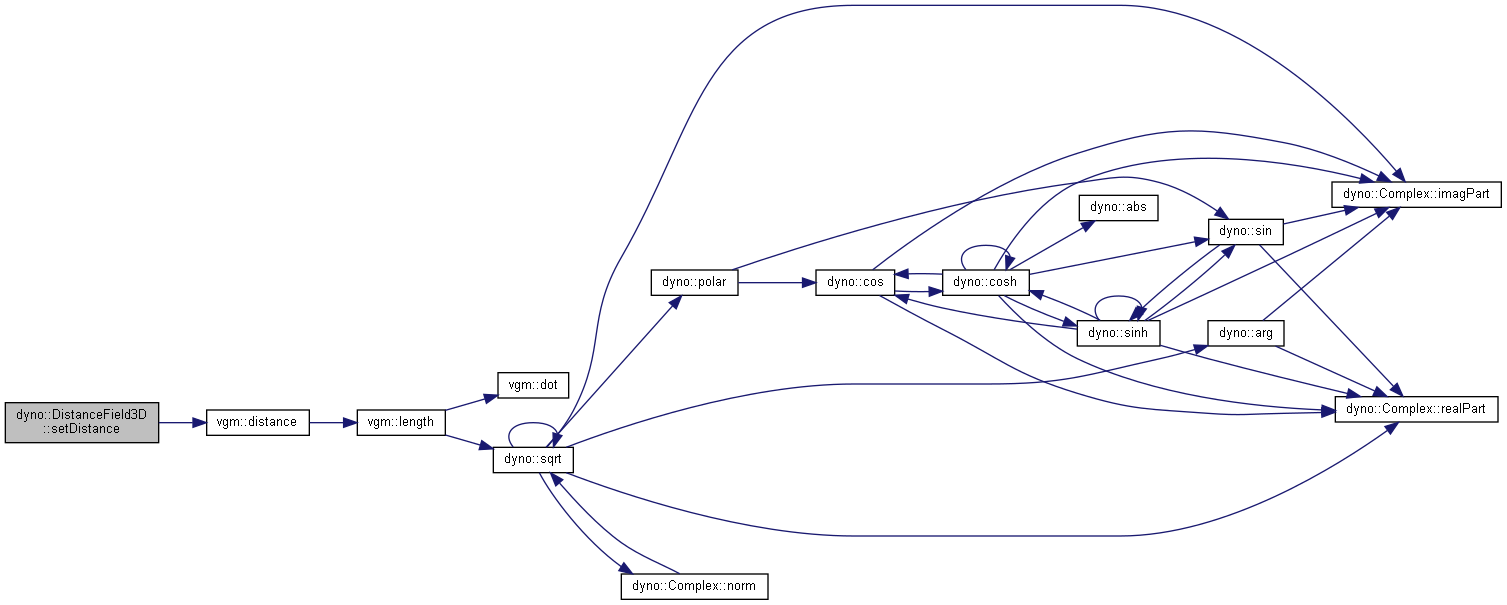 dyno::DistanceField3D
::setDistance
vgm::distance
vgm::length
vgm::dot
dyno::sqrt
dyno::polar
dyno::Complex::norm
dyno::cos
dyno::cosh
dyno::abs
dyno::sinh
dyno::sin
dyno::arg
dyno::Complex::imagPart
dyno::Complex::realPart